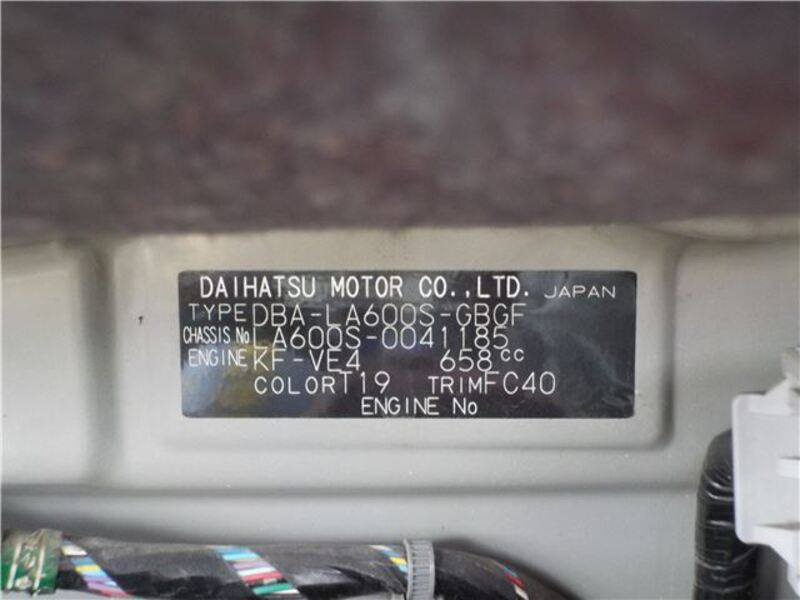 DAIHATSU MOTOR CO.,LTD. JAPAN
TYPE DBA-LA600S-GBGF
CHASSIS No LA600S-0041185
ENGINE KF-VE4 658cc
COLOR T19 TRIM FC40
ENGINE No